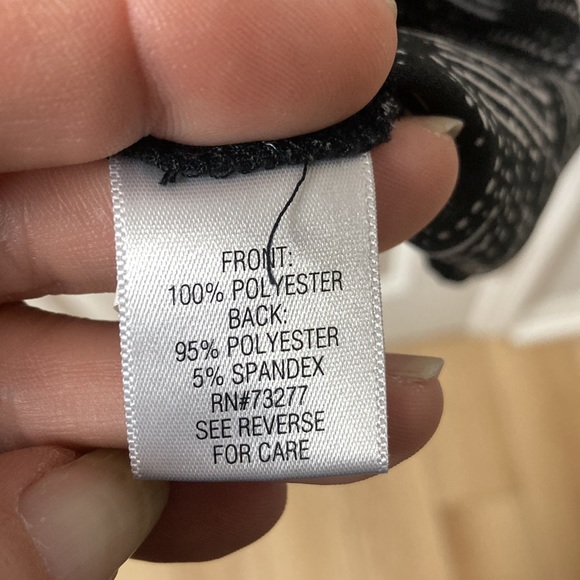 FRONT:
100% POLYESTER
BACK:
95% POLYESTER
5% SPANDEX
RN#73277
SEE REVERSE
FOR CARE